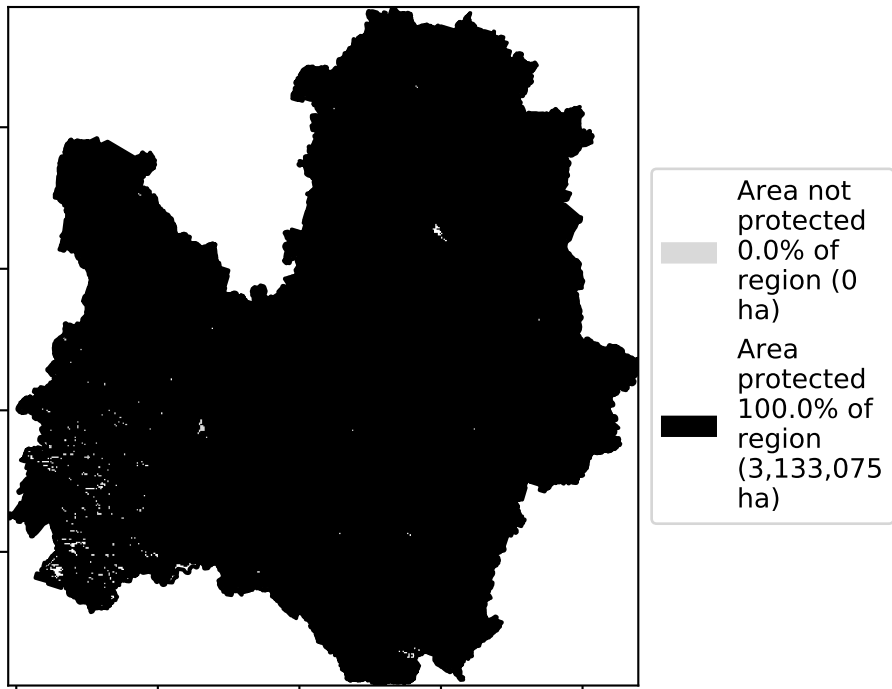 Area not
protected
0.0% of
region (0
ha)
Area
protected
100.0% of
region
(3,133,075
ha)